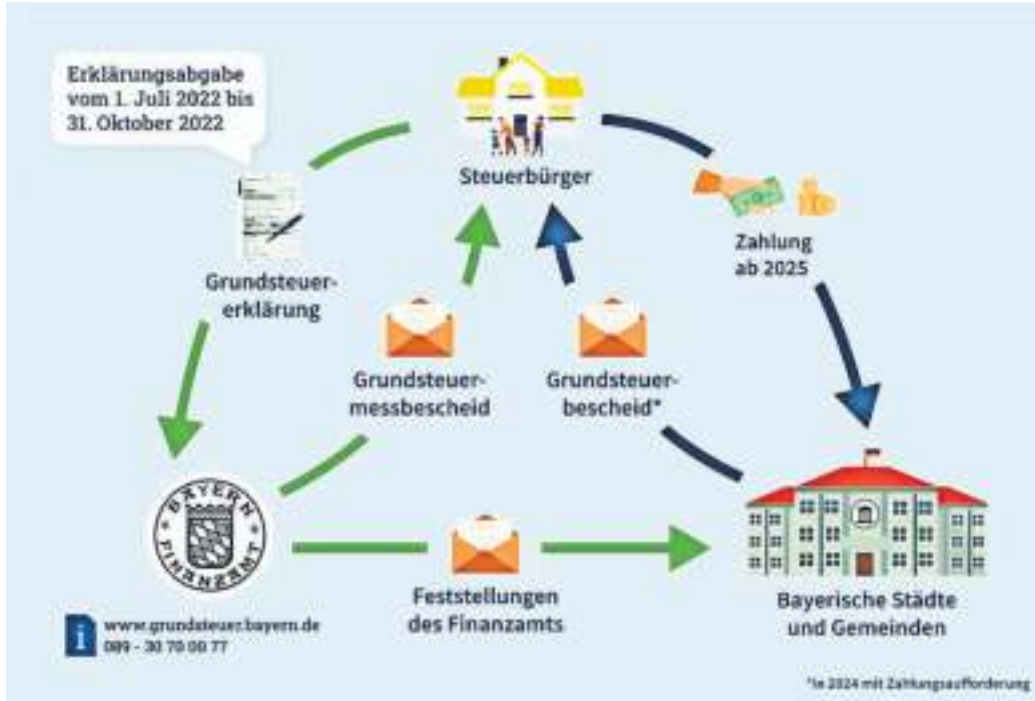 Erklärungsabgabe
vom 1. Juli 2022 bis
31. Oktober 2022
Steuerbürger
Grundsteuer-
erklärung
Zahlung
ab 2025
Grundsteuer-
messbescheid
Grundsteuer-
bescheid*
BAYERN
FINANZAMT
Feststellungen
des Finanzamts
Bayerische Städte
und Gemeinden
i www.grundsteuer.bayern.de
089 - 30 70 00 77
*In 2024 mit Zahlungsaufforderung